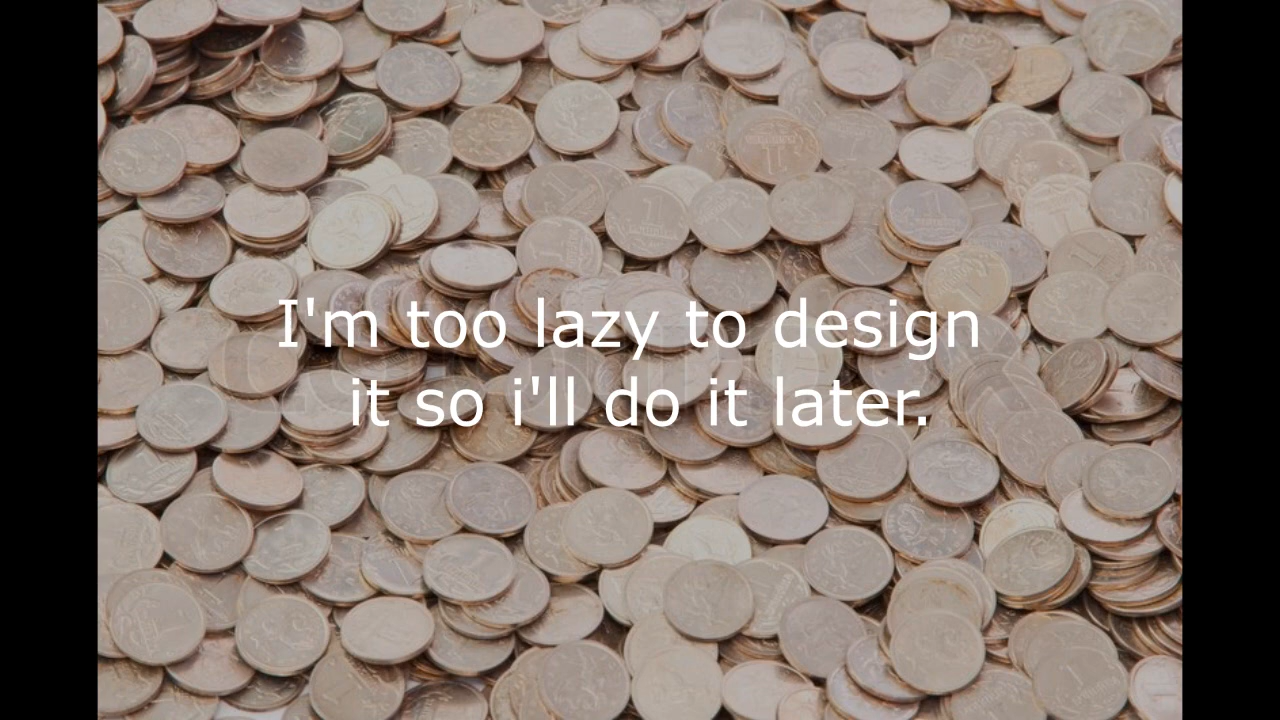 I'm too lazy to design
it so i'll do it later.